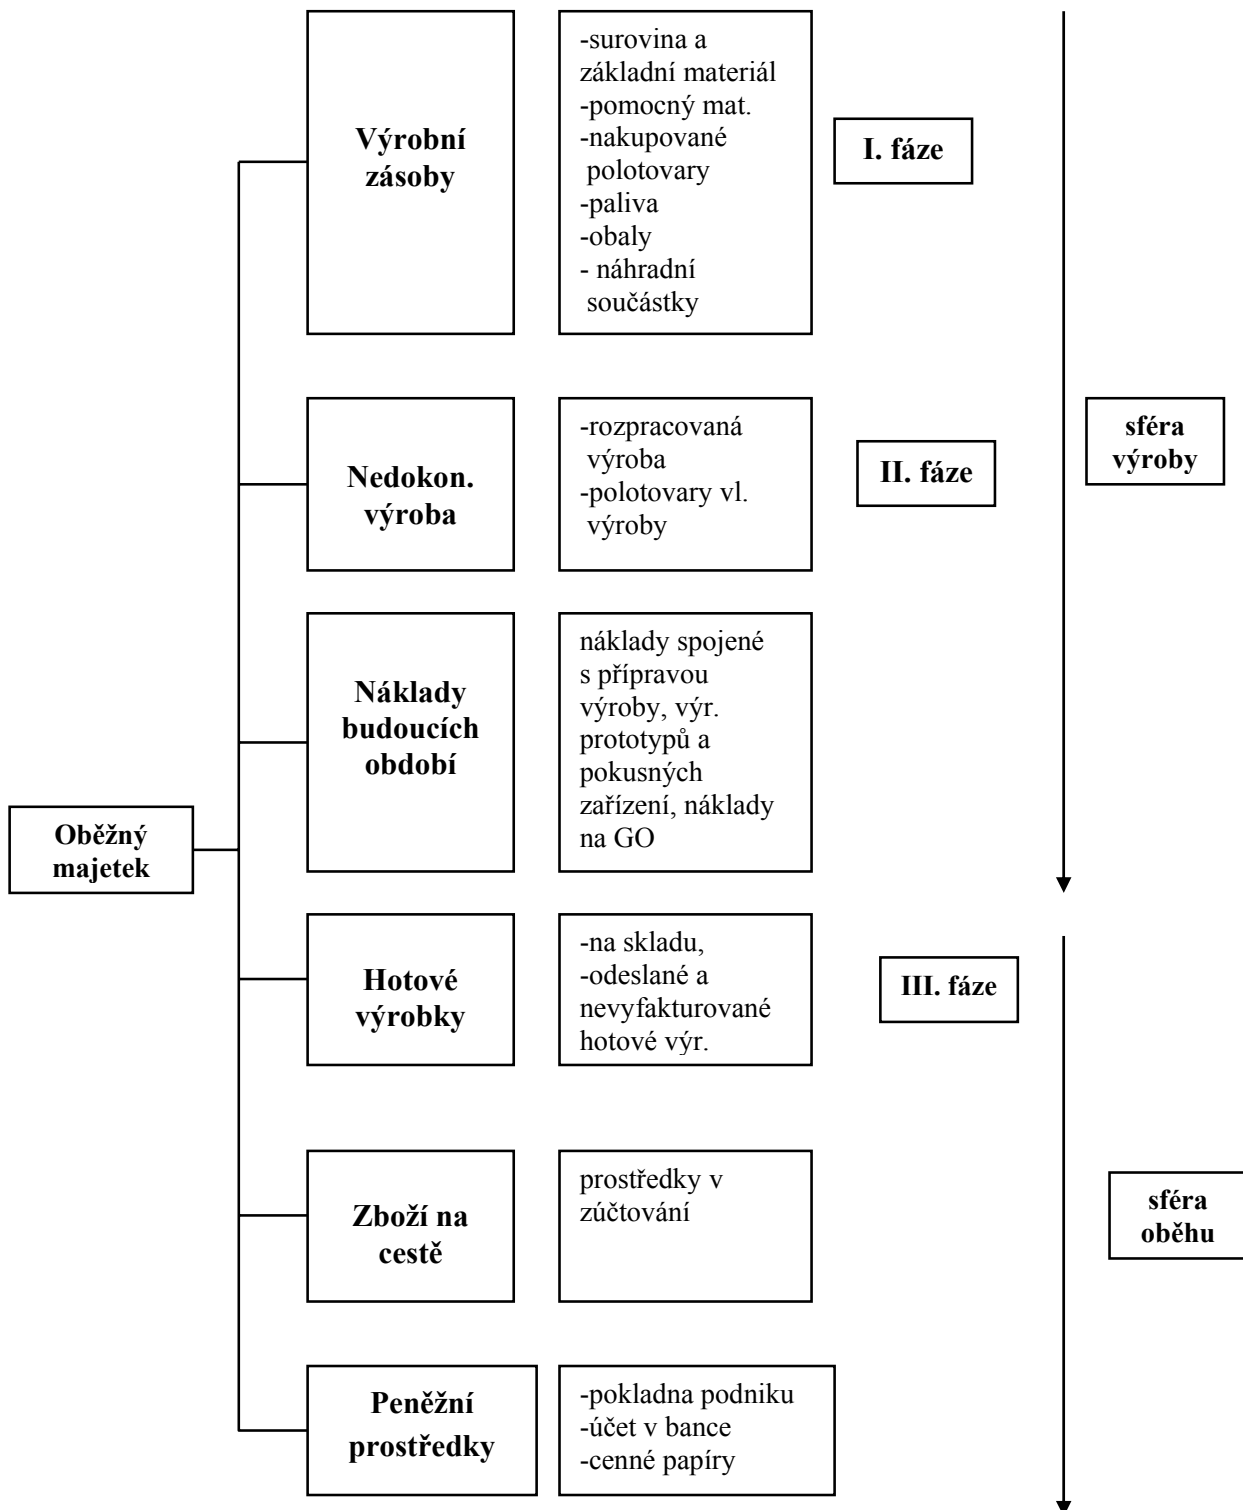 -surovina a
základní materiál
-pomocný mat.
-nakupované
polotovary
-paliva
-obaly
- náhradní
součástky
Výrobní
zásoby
I. fáze
-rozpracovaná
výroba
-polotovary vl.
výroby
Nedokon.
výroba
II. fáze
sféra
výroby
náklady spojené
s přípravou
výroby, výr.
prototypů a
pokusných
zařízení, náklady
na GO
Náklady
budoucích
období
Oběžný
majetek
Hotové
výrobky
-na skladu,
-odeslané a
nevyfakturované
hotové výr.
III. fáze
Zboží na
cestě
prostředky v
zúčtování
sféra
oběhu
Peněžní
prostředky
-pokladna podniku
-účet v bance
-cenné papíry